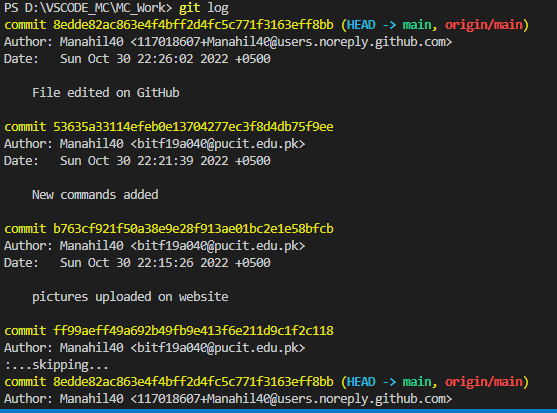 PS D:\VSCODE_MC\MC_Work> git log
commit 8edde82ac863e4f4bff2d4fc5c771f3163eff8bb (HEAD -> main, origin/main)
Author: Manahil40 <117018607+Manahil40@users.noreply.github.com>
Date:   Sun Oct 30 22:26:02 2022 +0500
File edited on GitHub
commit 53635a33114efeb0e13704277ec3f8d4db75f9ee
Author: Manahil40 <bitf19a040@pucit.edu.pk>
Date:   Sun Oct 30 22:21:39 2022 +0500
New commands added
commit b763cf921f50a38e9e28f913ae01bc2e1e58bfcb
Author: Manahil40 <bitf19a040@pucit.edu.pk>
Date:   Sun Oct 30 22:15:26 2022 +0500
pictures uploaded on website
commit ff99aeff49a692b49fb9e413f6e211d9c1f2c118
Author: Manahil40 <bitf19a040@pucit.edu.pk>
:...skipping...
commit 8edde82ac863e4f4bff2d4fc5c771f3163eff8bb (HEAD -> main, origin/main)
Author: Manahil40 <117018607+Manahil40@users.noreply.github.com>